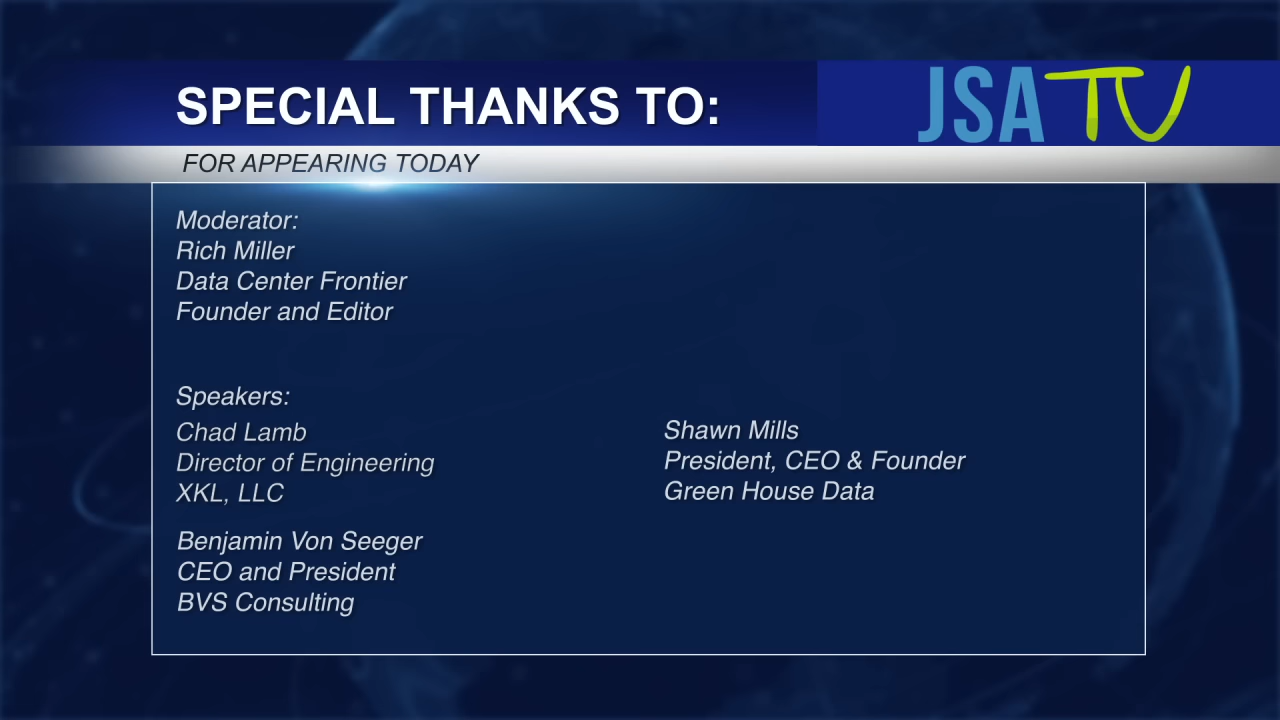 SPECIAL THANKS TO:
JSA TV
FOR APPEARING TODAY
Moderator:
Rich Miller
Data Center Frontier
Founder and Editor
Speakers:
Chad Lamb
Director of Engineering
XKL, LLC
Benjamin Von Seeger
CEO and President
BVS Consulting
Shawn Mills
President, CEO & Founder
Green House Data